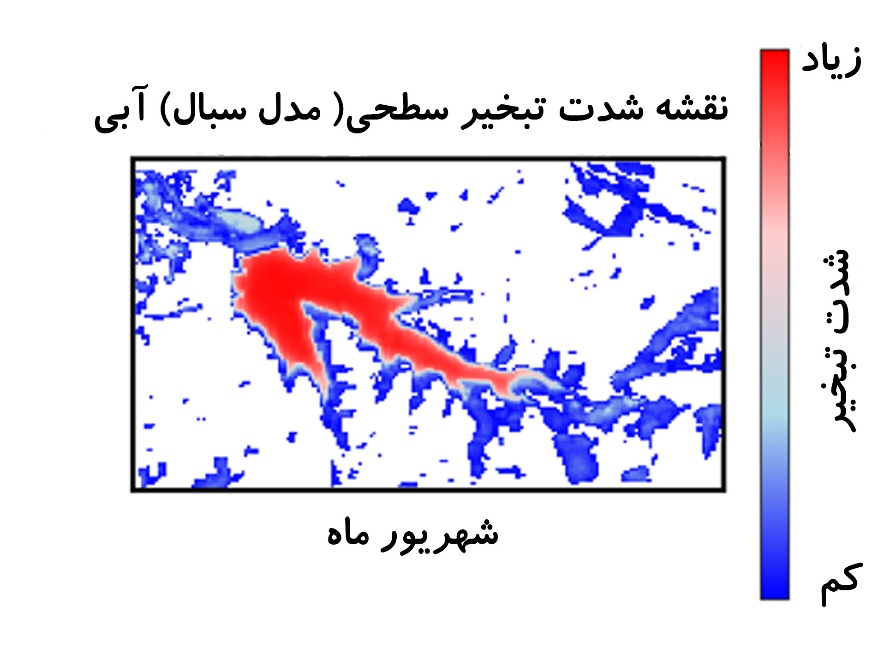 زیاد
نقشه شدت تبخیر سطحی( مدل سبال) آبی
شدت تبخیر
شهریور ماه
کم